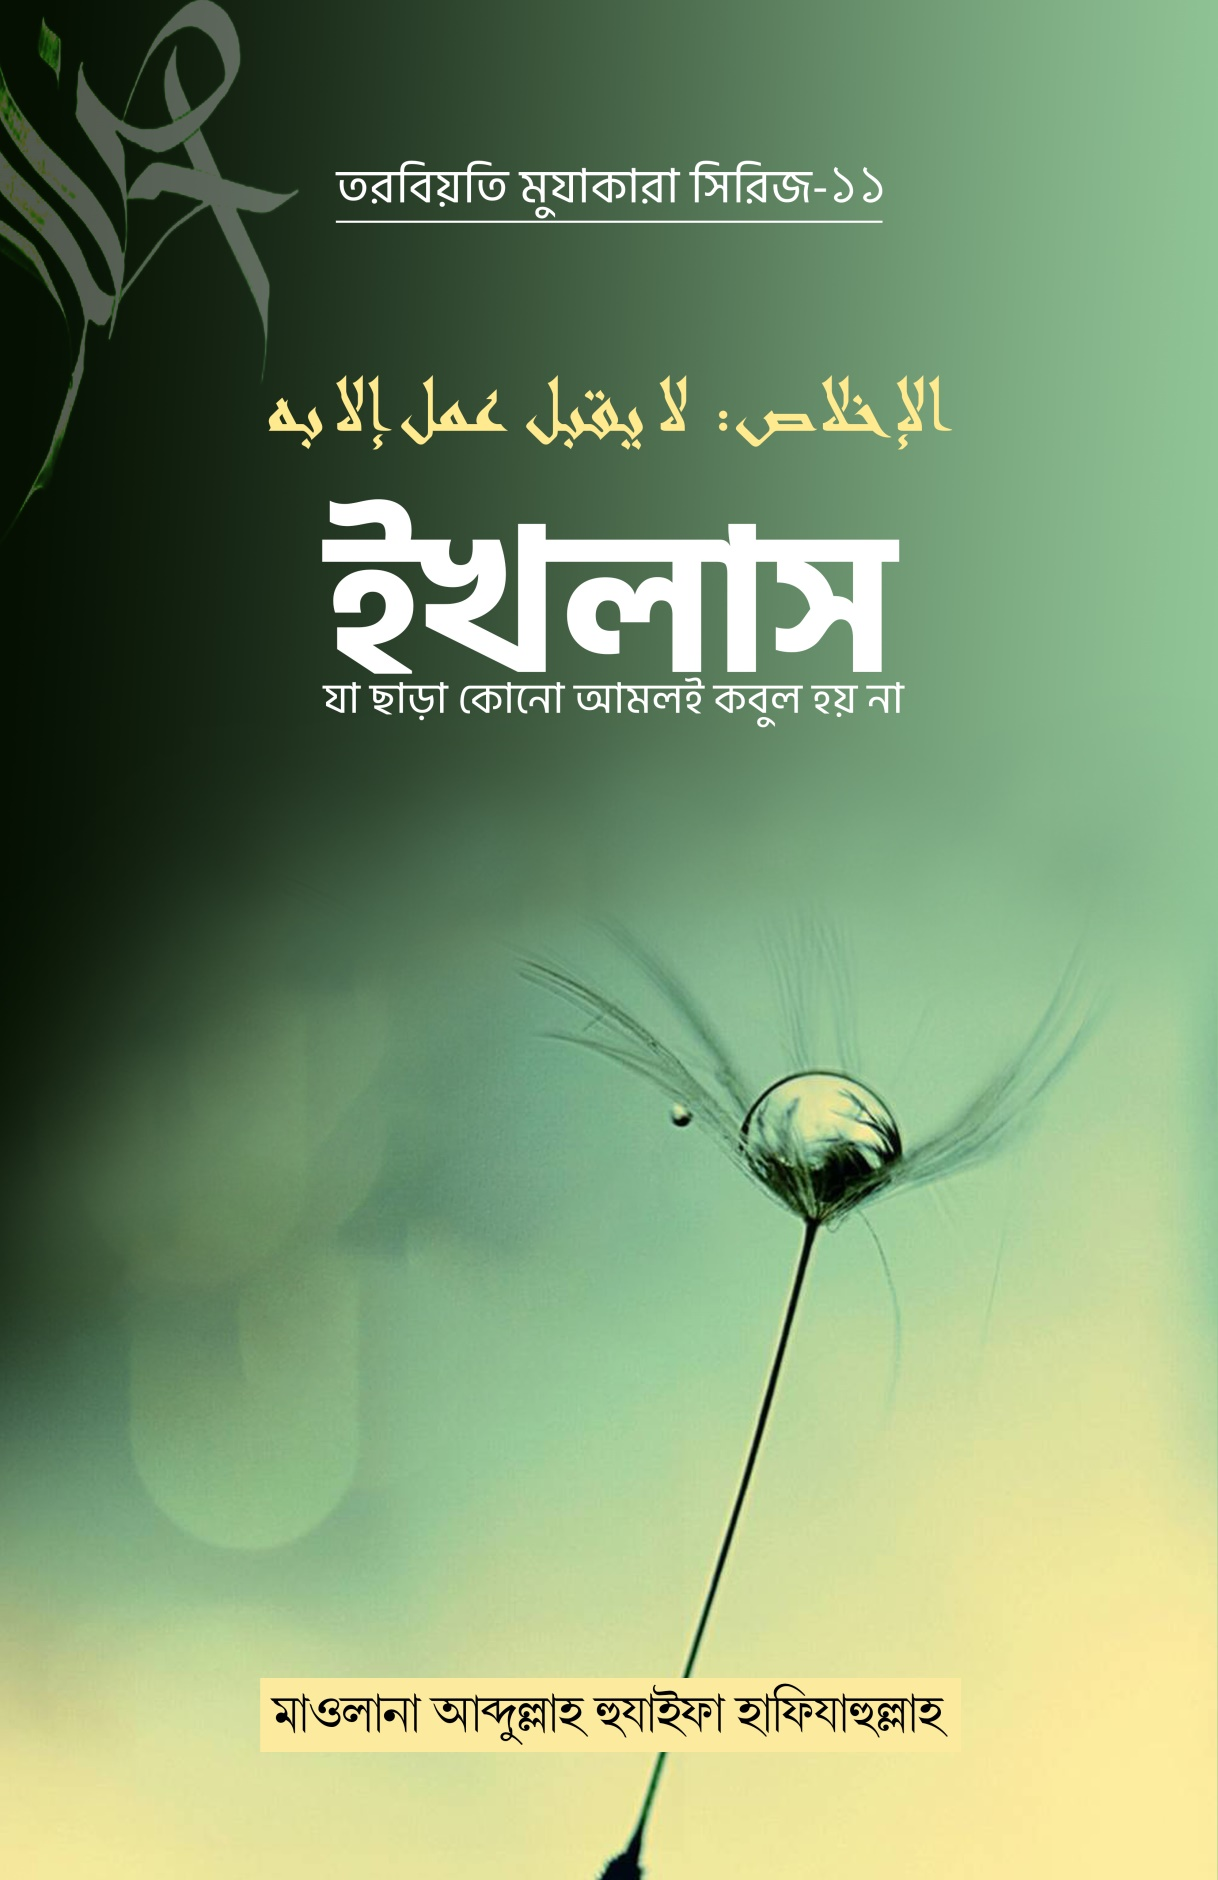 তরবিয়তি মুযাকারা সিরিজ-১১
الإخلاص: لا يقبل عمل إلا به
ইখলাস
যা ছাড়া কোনো আমলই কবুল হয় না
মাওলানা আব্দুল্লাহ হুযাইফা হাফিযাহুল্লাহ